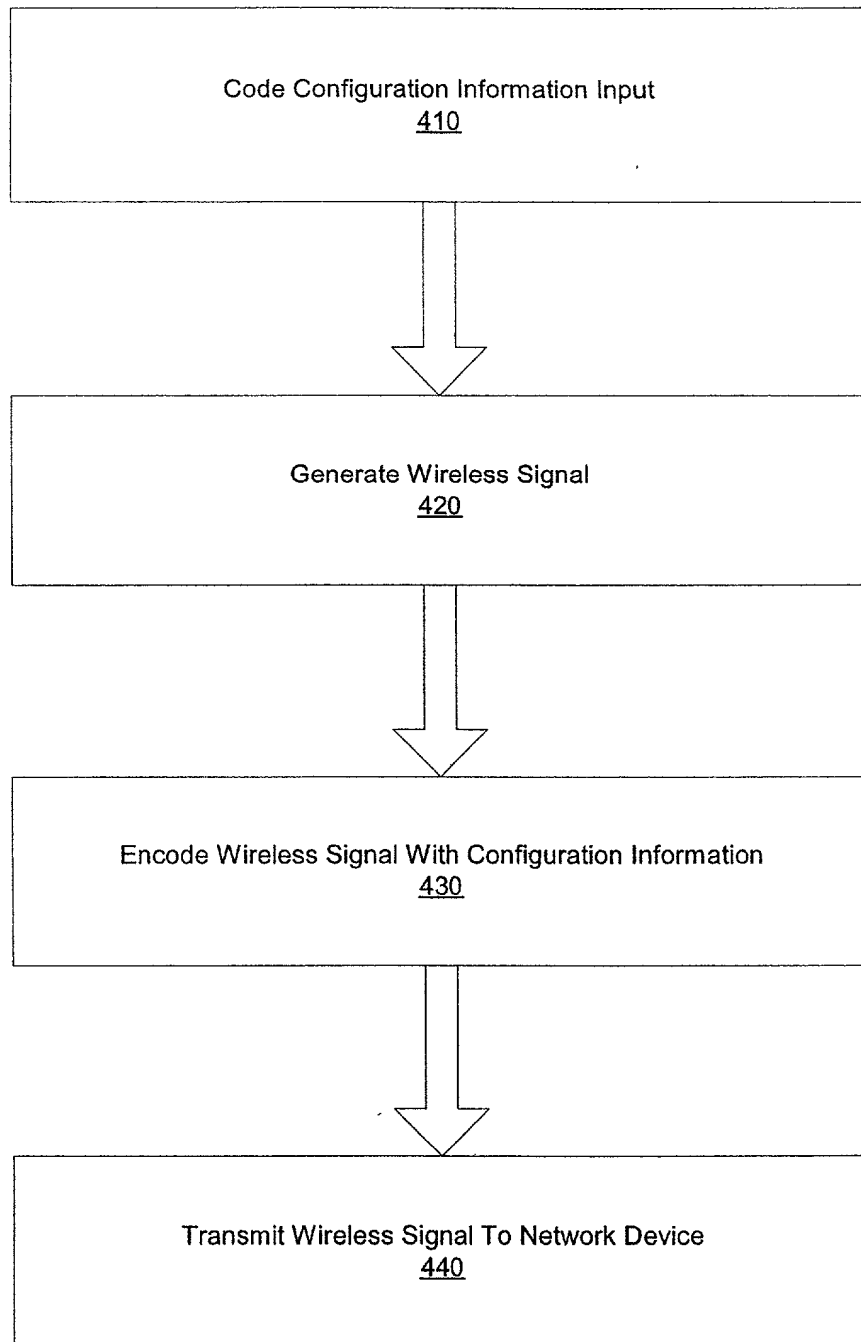 Code Configuration Information Input
410
Generate Wireless Signal
420
Encode Wireless Signal With Configuration Information
430
Transmit Wireless Signal To Network Device
440